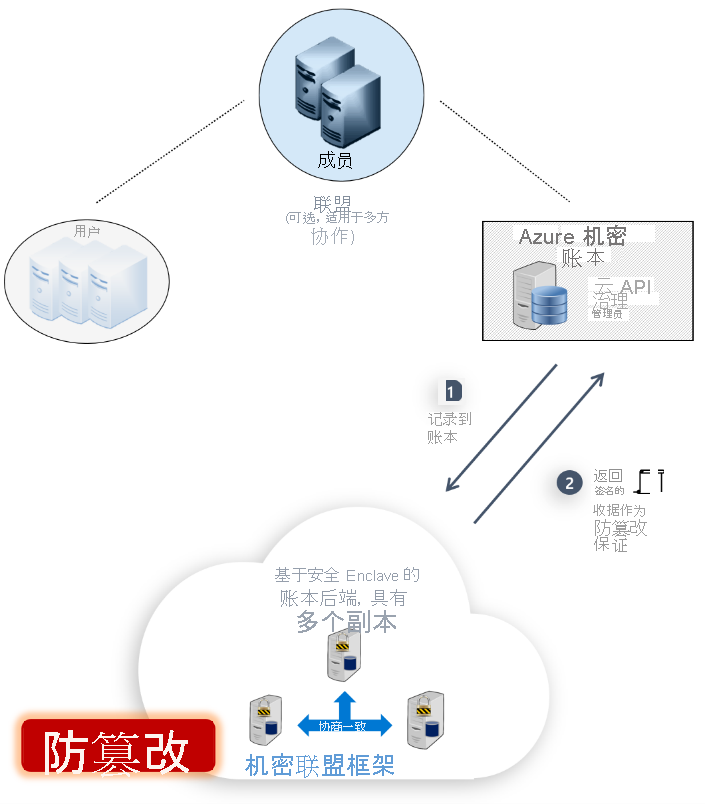 成员
联盟
(可选, 适用于多方
协作)
用户
Azure 机密
账本
云 API
治理
管理员
1
记录到
账本
2
返回
签名的
收据作为
防篡改
保证
基于安全 Enclave 的
账本后端, 具有
多个副本
协商一致
机密联盟框架
防篡改